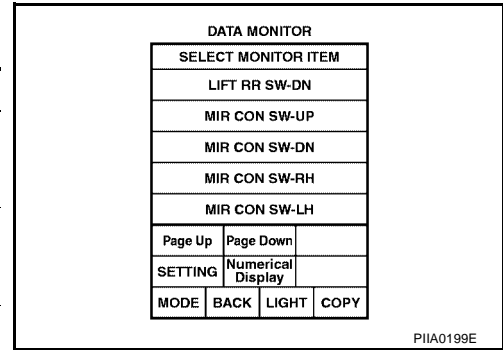 DATA MONITOR
SELECT MONITOR ITEM
LIFT RR SW-DN
MIR CON SW-UP
MIR CON SW-DN
MIR CON SW-RH
MIR CON SW-LH
Page Up Page Down
SETTING Numerical Display
MODE BACK LIGHT COPY
PIIA0199E